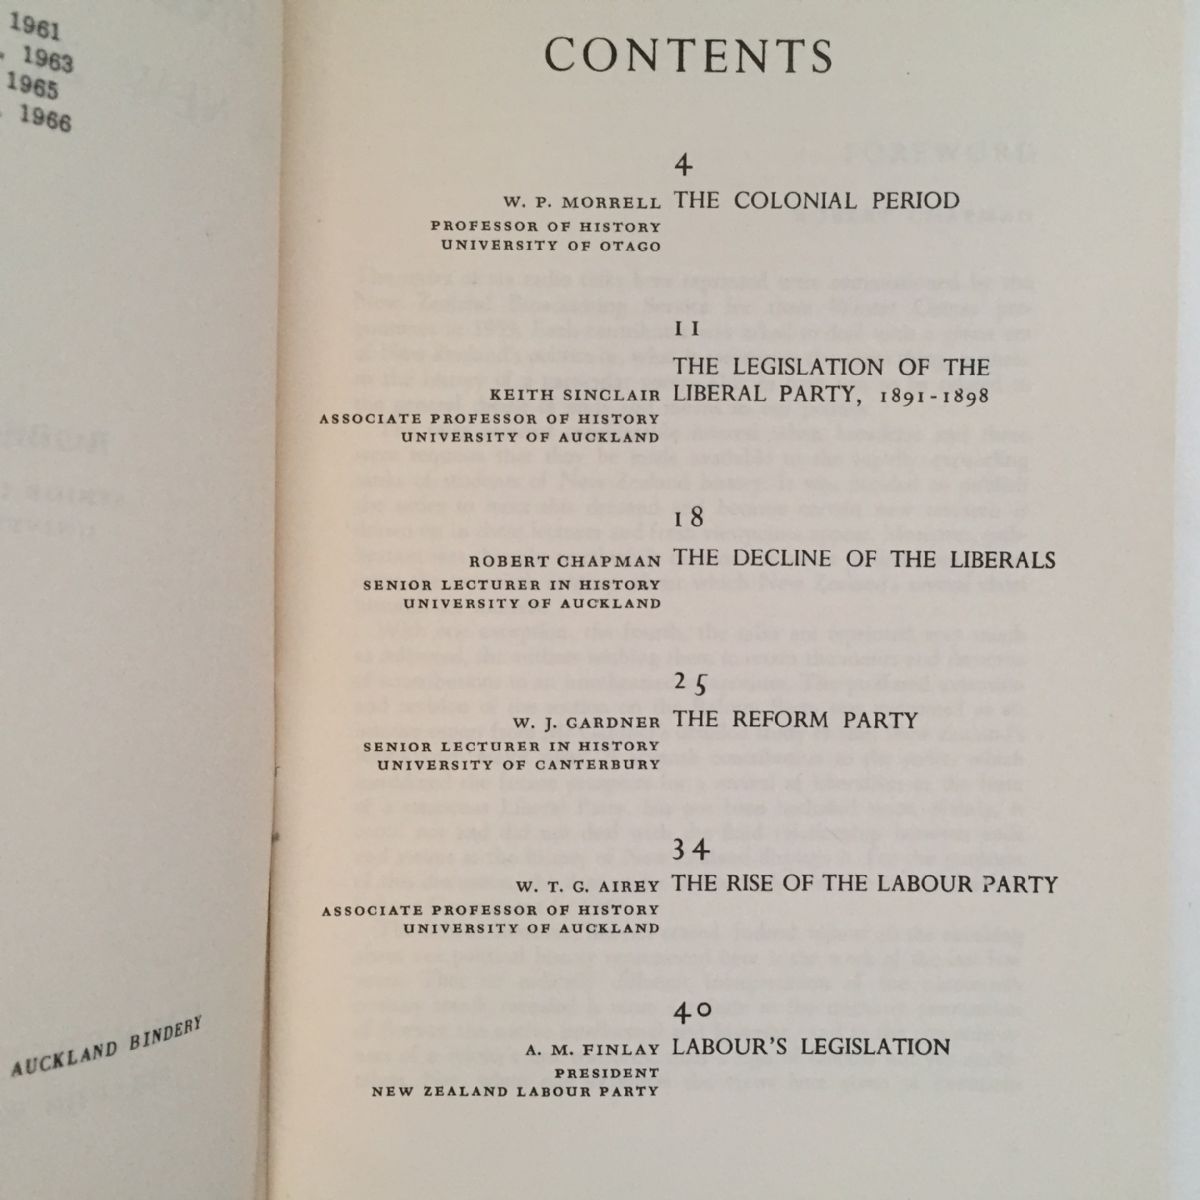 1961
1963
1965
1966
AUCKLAND BINDERY
CONTENTS
4
W. P. MORRELL THE COLONIAL PERIOD
PROFESSOR OF HISTORY
UNIVERSITY OF OTAGO
11
THE LEGISLATION OF THE
KEITH SINCLAIR LIBERAL PARTY, 1891-1898
ASSOCIATE PROFESSOR OF HISTORY
UNIVERSITY OF AUCKLAND
18
ROBERT CHAPMAN THE DECLINE OF THE LIBERALS
SENIOR LECTURER IN HISTORY
UNIVERSITY OF AUCKLAND
25
W. J. GARDNER THE REFORM PARTY
SENIOR LECTURER IN HISTORY
UNIVERSITY OF CANTERBURY
34
W. T. G. AIREY THE RISE OF THE LABOUR PARTY
ASSOCIATE PROFESSOR OF HISTORY
UNIVERSITY OF AUCKLAND
40
A. M. FINLAY LABOUR'S LEGISLATION
PRESIDENT
NEW ZEALAND LABOUR PARTY